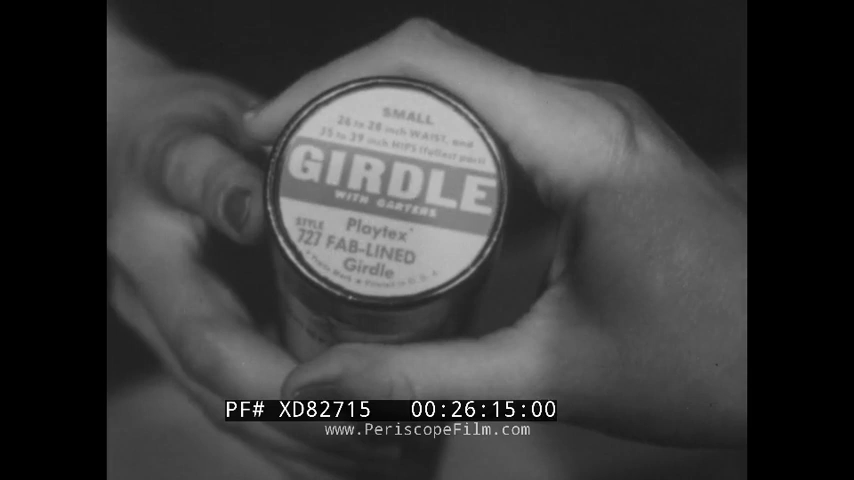 SMALL
26 to 28 inch WAIST, and
35 to 39 inch HIPS (fullest part)
GIRDLE
WITH GARTERS
STYLE Playtex
727 FAB-LINED
Girdle
PF# XD82715 00:26:15:00
www.PeriscopeFilm.com